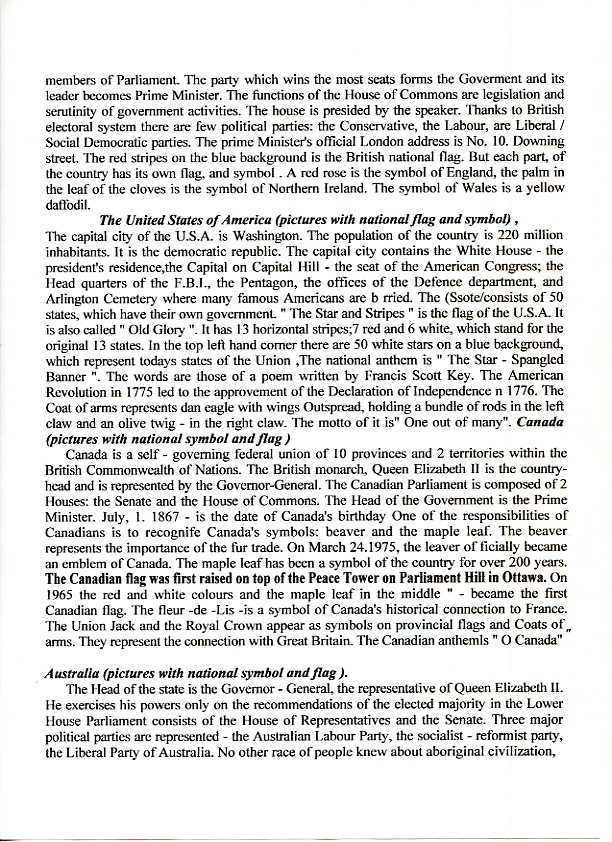 members of Parliament. The party which wins the most seats forms the Goverment and its
leader becomes Prime Minister. The functions of the House of Commons are legislation and
serutinity of government activities. The house is presided by the speaker. Thanks to British
electoral system there are few political parties: the Conservative, the Labour, are Liberal /
Social Democratic parties. The prime Minister's official London address is No. 10. Downing
street. The red stripes on the blue background is the British national flag. But each part, of
the country has its own flag, and symbol . A red rose is the symbol of England, the palm in
the leaf of the cloves is the symbol of Northern Ireland. The symbol of Wales is a yellow
daffodil.
The United States of America (pictures with national flag and symbol) ,
The capital city of the U.S.A. is Washington. The population of the country is 220 million
inhabitants. It is the democratic republic. The capital city contains the White House - the
president's residence,the Capital on Capital Hill - the seat of the American Congress; the
Head quarters of the F.B.I., the Pentagon, the offices of the Defence department, and
Arlington Cemetery where many famous Americans are b rried. The (Ssote/consists of 50
states, which have their own government. " The Star and Stripes " is the flag of the U.S.A. It
is also called " Old Glory ". It has 13 horizontal stripes;7 red and 6 white, which stand for the
original 13 states. In the top left hand corner there are 50 white stars on a blue background,
which represent todays states of the Union ,The national anthem is " The Star - Spangled
Banner ". The words are those of a poem written by Francis Scott Key. The American
Revolution in 1775 led to the approvement of the Declaration of Independence n 1776. The
Coat of arms represents dan eagle with wings Outspread, holding a bundle of rods in the left
claw and an olive twig - in the right claw. The motto of it is" One out of many". Canada
(pictures with national symbol and flag )
Canada is a self - governing federal union of 10 provinces and 2 territories within the
British Commonwealth of Nations. The British monarch, Queen Elizabeth II is the country-
head and is represented by the Governor-General. The Canadian Parliament is composed of 2
Houses: the Senate and the House of Commons. The Head of the Government is the Prime
Minister. July, 1. 1867 - is the date of Canada's birthday One of the responsibilities of
Canadians is to recognife Canada's symbols: beaver and the maple leaf. The beaver
represents the importance of the fur trade. On March 24.1975, the leaver of ficially became
an emblem of Canada. The maple leaf has been a symbol of the country for over 200 years.
The Canadian flag was first raised on top of the Peace Tower on Parliament Hill in Ottawa. On
1965 the red and white colours and the maple leaf in the middle " - became the first
Canadian flag. The fleur -de -Lis -is a symbol of Canada's historical connection to France.
The Union Jack and the Royal Crown appear as symbols on provincial flags and Coats of „
arms. They represent the connection with Great Britain. The Canadian anthemls " O Canada"
Australia (pictures with national symbol and flag ).
The Head of the state is the Governor - General, the representative of Queen Elizabeth II.
He exercises his powers only on the recommendations of the elected majority in the Lower
House Parliament consists of the House of Representatives and the Senate. Three major
political parties are represented - the Australian Labour Party, the socialist - reformist party,
the Liberal Party of Australia. No other race of people knew about aboriginal civilization,